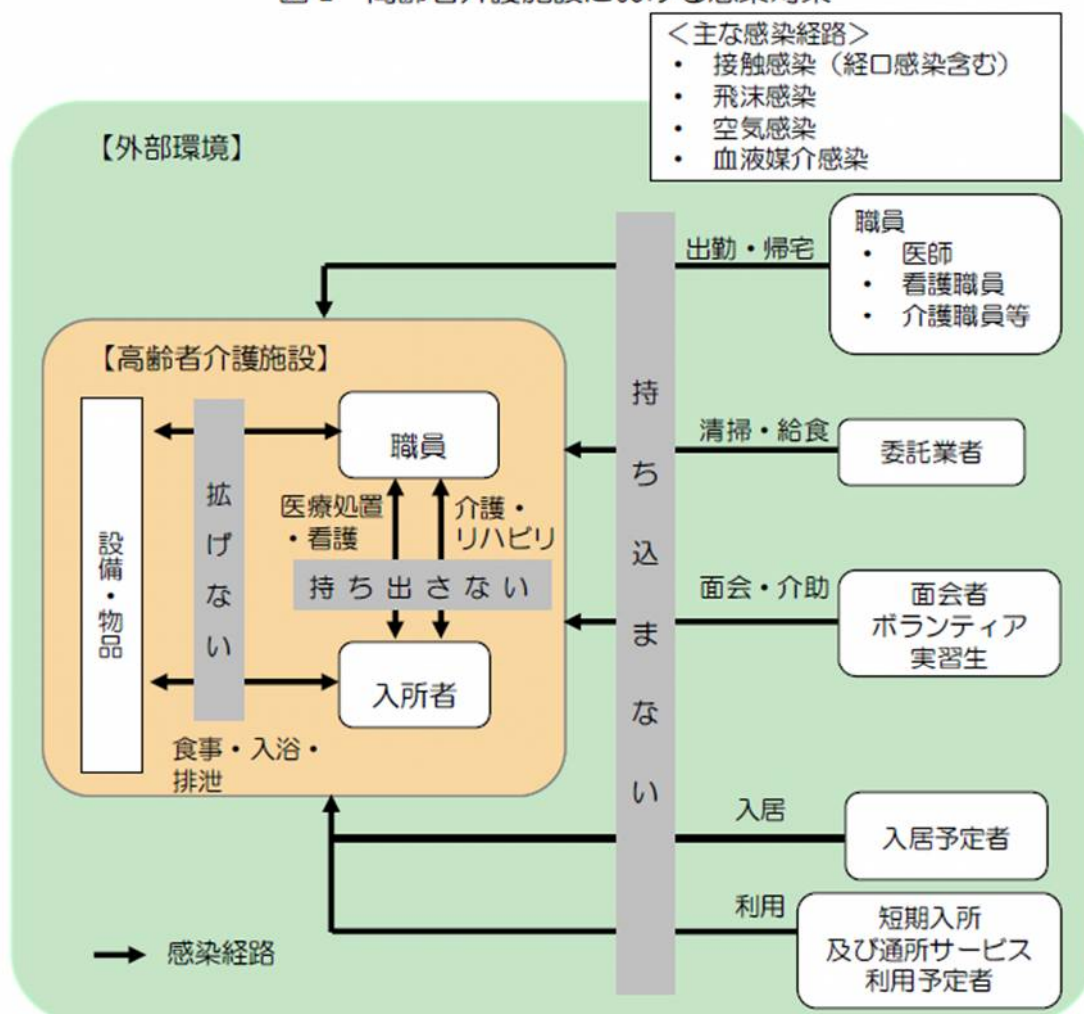 ＜主な感染経路＞
・ 接触感染（経口感染含む）
・ 飛沫感染
・ 空気感染
・ 血液媒介感染
【外部環境】
職員
・ 医師
・ 看護職員
・ 介護職員等
出勤・帰宅
【高齢者介護施設】
持ち込まない
職員
清掃・給食
委託業者
拡げない
医療処置
・看護
介護・
リハビリ
設備・物品
持ち出さない
面会・介助
面会者
ボランティア
実習生
入所者
食事・入浴・
排泄
入居
入居予定者
利用
短期入所
及び通所サービス
利用予定者
感染経路